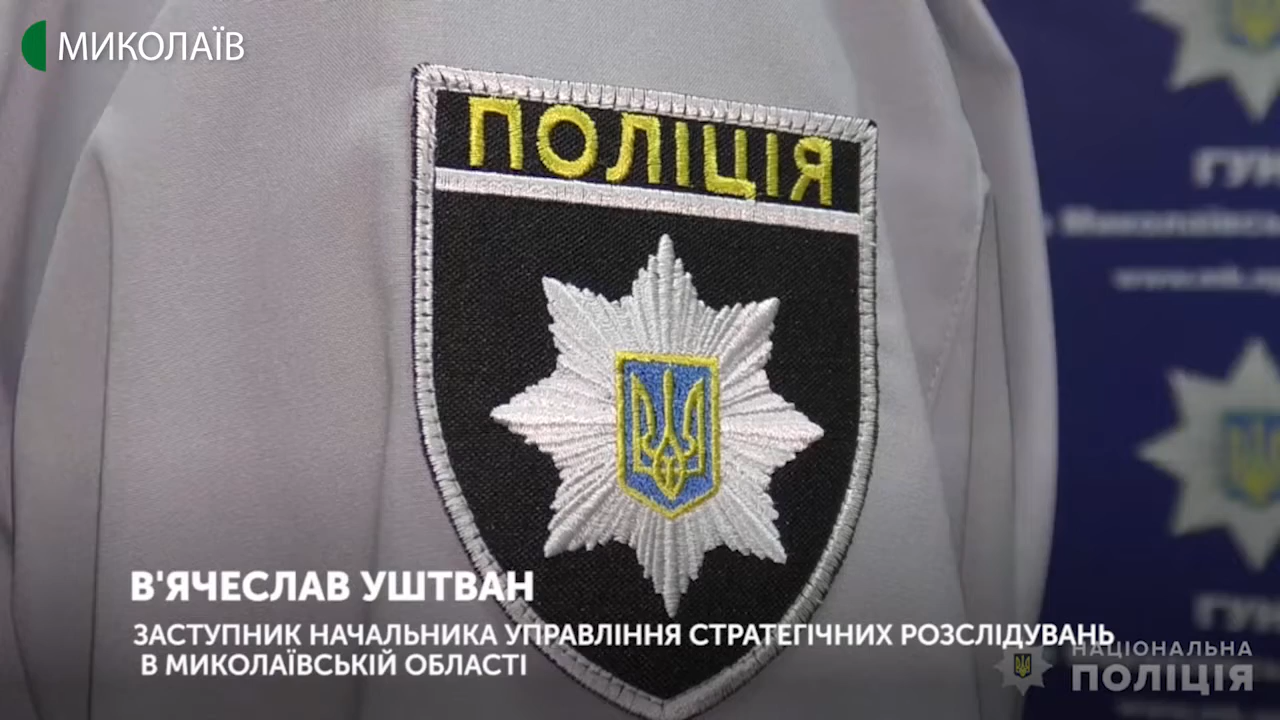 МИКОЛАЇВ
ПОЛІЦІЯ
В'ЯЧЕСЛАВ УШТВАН
ЗАСТУПНИК НАЧАЛЬНИКА УПРАВЛІННЯ СТРАТЕГІЧНИХ РОЗСЛІДУВАНЬ
В МИКОЛАЇВСЬКІЙ ОБЛАСТІ
НАЦІОНАЛЬНА
ПОЛІЦІЯ